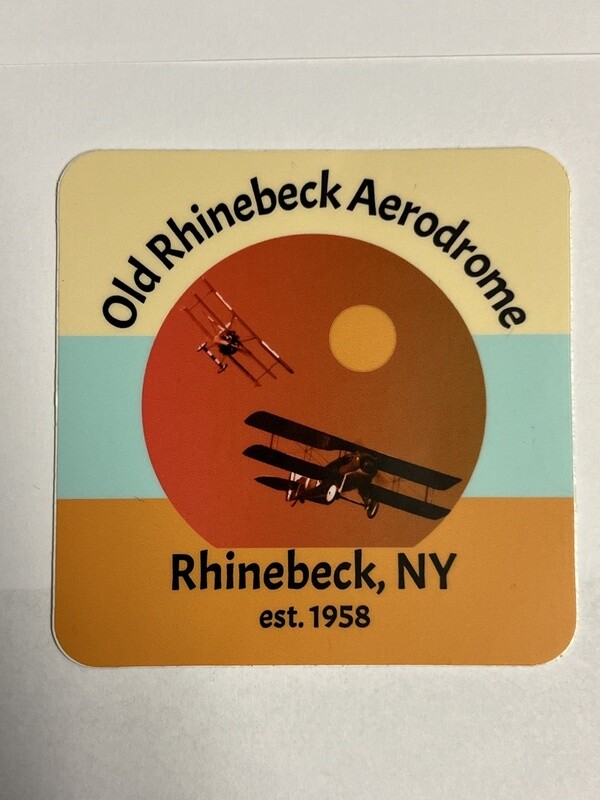 Old Rhinebeck Aerodrome
Rhinebeck, NY
est. 1958